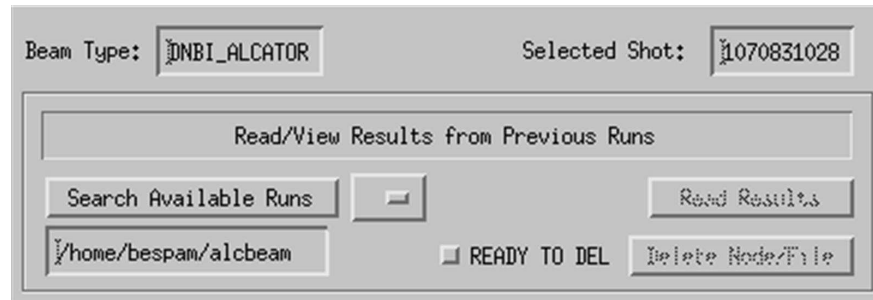 Beam Type: DNBI_ALCATOR Selected Shot: 1070831028
Read/View Results from Previous Runs
Search Available Runs Read Results
/home/bespam/alcbeam READY TO DEL Delete Node/File